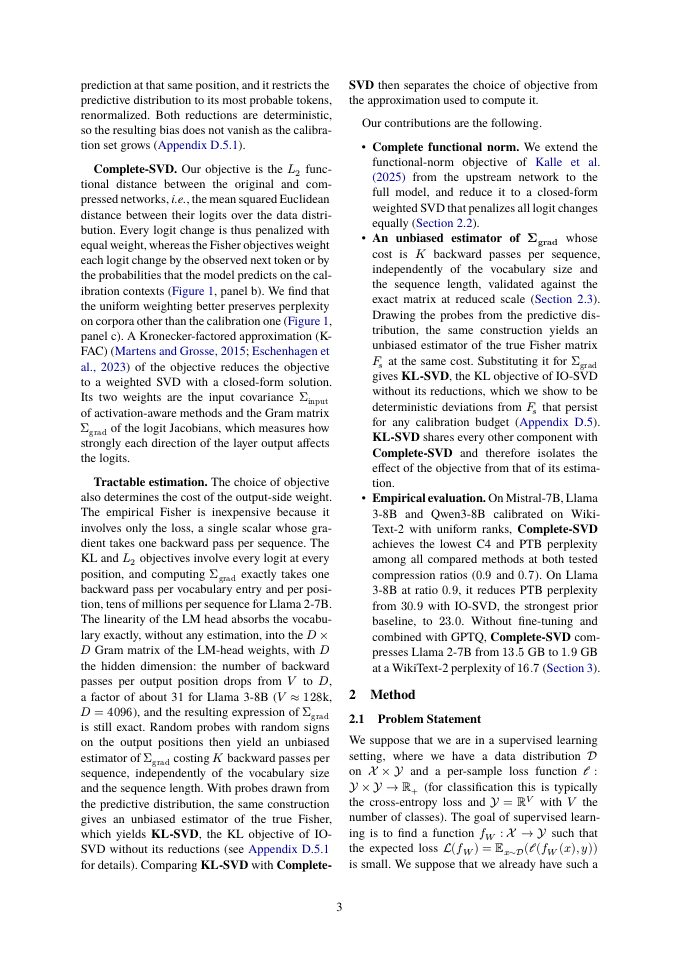 prediction at that same position, and it restricts the
predictive distribution to its most probable tokens,
renormalized. Both reductions are deterministic,
so the resulting bias does not vanish as the calibra-
tion set grows (Appendix D.5.1).
Complete-SVD. Our objective is the L₂ func-
tional distance between the original and com-
pressed networks, i.e., the mean squared Euclidean
distance between their logits over the data distri-
bution. Every logit change is thus penalized with
equal weight, whereas the Fisher objectives weight
each logit change by the observed next token or by
the probabilities that the model predicts on the cal-
ibration contexts (Figure 1, panel b). We find that
the uniform weighting better preserves perplexity
on corpora other than the calibration one (Figure 1,
panel c). A Kronecker-factored approximation (K-
FAC) (Martens and Grosse, 2015; Eschenhagen et
al., 2023) of the objective reduces the objective
to a weighted SVD with a closed-form solution.
Its two weights are the input covariance Σ_input
of activation-aware methods and the Gram matrix
Σ_grad of the logit Jacobians, which measures how
strongly each direction of the layer output affects
the logits.
Tractable estimation. The choice of objective
also determines the cost of the output-side weight.
The empirical Fisher is inexpensive because it
involves only the loss, a single scalar whose gra-
dient takes one backward pass per sequence. The
KL and L₂ objectives involve every logit at every
position, and computing Σ_grad exactly takes one
backward pass per vocabulary entry and per posi-
tion, tens of millions per sequence for Llama 2-7B.
The linearity of the LM head absorbs the vocabu-
lary exactly, without any estimation, into the D ×
D Gram matrix of the LM-head weights, with D
the hidden dimension: the number of backward
passes per output position drops from V to D,
a factor of about 31 for Llama 3-8B (V ≈ 128k,
D = 4096), and the resulting expression of Σ_grad
is still exact. Random probes with random signs
on the output positions then yield an unbiased
estimator of Σ_grad costing K backward passes per
sequence, independently of the vocabulary size
and the sequence length. With probes drawn from
the predictive distribution, the same construction
gives an unbiased estimator of the true Fisher,
which yields KL-SVD, the KL objective of IO-
SVD without its reductions (see Appendix D.5.1
for details). Comparing KL-SVD with Complete-
SVD then separates the choice of objective from
the approximation used to compute it.
Our contributions are the following.
• Complete functional norm. We extend the
functional-norm objective of Kalle et al.
(2025) from the upstream network to the
full model, and reduce it to a closed-form
weighted SVD that penalizes all logit changes
equally (Section 2.2).
• An unbiased estimator of Σ_grad whose
cost is K backward passes per sequence,
independently of the vocabulary size and
the sequence length, validated against the
exact matrix at reduced scale (Section 2.3).
Drawing the probes from the predictive dis-
tribution, the same construction yields an
unbiased estimator of the true Fisher matrix
F_s at the same cost. Substituting it for Σ_grad
gives KL-SVD, the KL objective of IO-SVD
without its reductions, which we show to be
deterministic deviations from F_s that persist
for any calibration budget (Appendix D.5).
KL-SVD shares every other component with
Complete-SVD and therefore isolates the
effect of the objective from that of its estima-
tion.
• Empirical evaluation. On Mistral-7B, Llama
3-8B and Qwen3-8B calibrated on Wiki-
Text-2 with uniform ranks, Complete-SVD
achieves the lowest C4 and PTB perplexity
among all compared methods at both tested
compression ratios (0.9 and 0.7). On Llama
3-8B at ratio 0.9, it reduces PTB perplexity
from 30.9 with IO-SVD, the strongest prior
baseline, to 23.0. Without fine-tuning and
combined with GPTQ, Complete-SVD com-
presses Llama 2-7B from 13.5 GB to 1.9 GB
at a WikiText-2 perplexity of 16.7 (Section 3).
2 Method
2.1 Problem Statement
We suppose that we are in a supervised learning
setting, where we have a data distribution 𝒟
on 𝒳 × 𝒴 and a per-sample loss function ℓ :
𝒴 × 𝒴 → ℝ₊ (for classification this is typically
the cross-entropy loss and 𝒴 = ℝ^V with V the
number of classes). The goal of supervised learn-
ing is to find a function f_W : 𝒳 → 𝒴 such that
the expected loss ℒ(f_W) = 𝔼_{x∼𝒟}(ℓ(f_W(x), y))
is small. We suppose that we already have such a
3